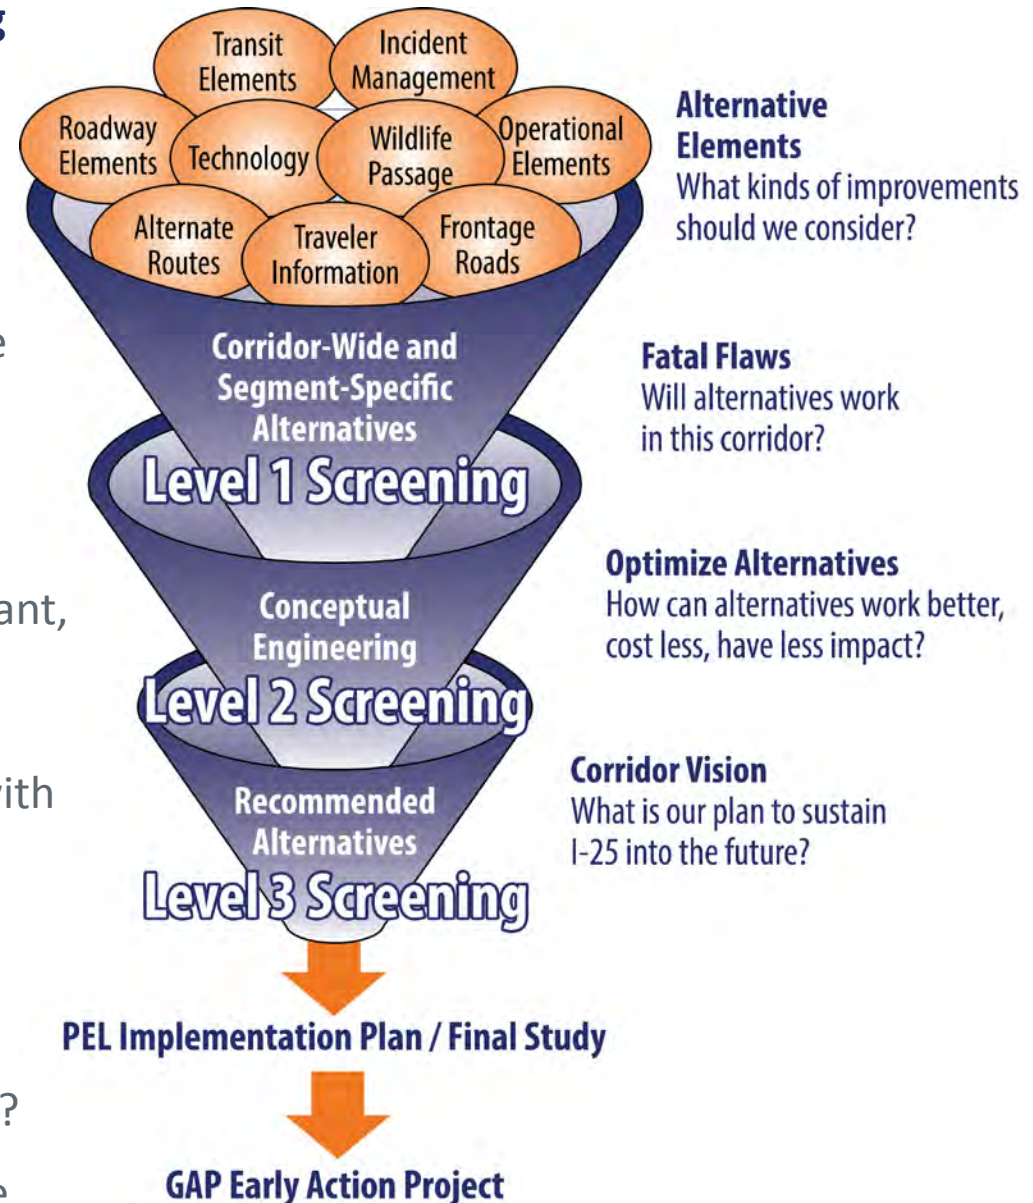 g
e
ant,
with
?
e
Transit
Elements
Incident
Management
Roadway
Elements
Technology
Wildlife
Passage
Operational
Elements
Alternate
Routes
Traveler
Information
Frontage
Roads
Alternative
Elements
What kinds of improvements
should we consider?
Corridor-Wide and
Segment-Specific
Alternatives
Level 1 Screening
Fatal Flaws
Will alternatives work
in this corridor?
Conceptual
Engineering
Level 2 Screening
Optimize Alternatives
How can alternatives work better,
cost less, have less impact?
Recommended
Alternatives
Level 3 Screening
Corridor Vision
What is our plan to sustain
I-25 into the future?
PEL Implementation Plan / Final Study
GAP Early Action Project